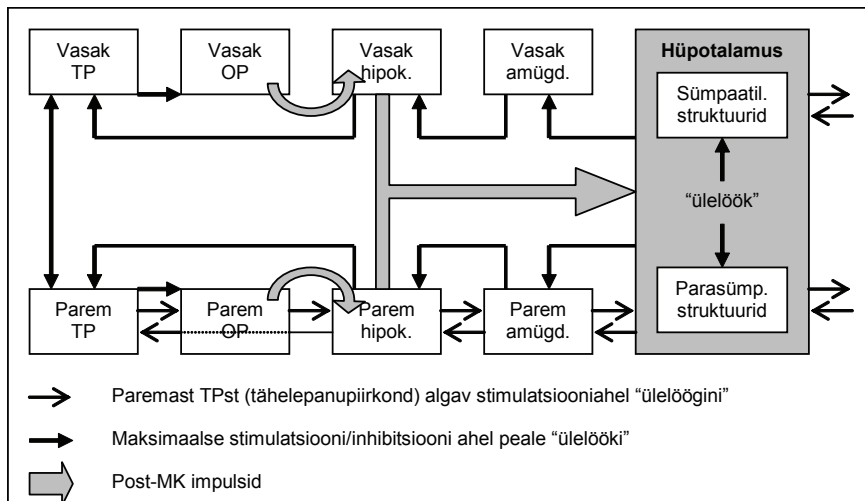 Vasak
TP
Vasak
OP
Vasak
hipok.
Vasak
amügd.
Hüpotalamus
Sümpaatil.
struktuurid
“ülelöök”
Parasümp.
struktuurid
Parem
TP
Parem
OP
Parem
hipok.
Parem
amügd.
Paremast TPst (tähelepanupiirkond) algav stimulatsiooniahel “ülelöögini”
Maksimaalse stimulatsiooni/inhibitsiooni ahel peale “ülelööki”
Post-MK impulsid